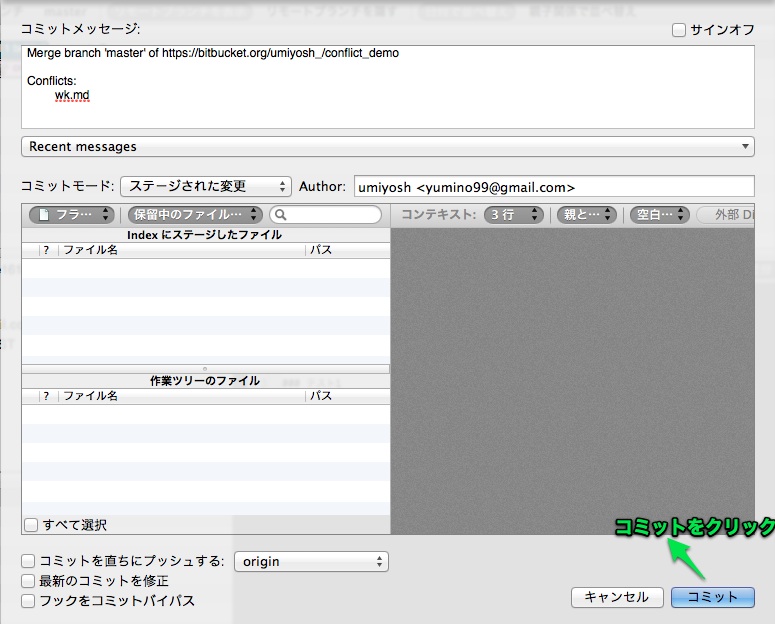 コミットメッセージ:
サインオフ
Merge branch 'master' of https://bitbucket.org/umiyosh_/conflict_demo
Conflicts:
wk.md
Recent messages
コミットモード: ステージされた変更 Author: umiyosh <yumino99@gmail.com>
フラ… 保留中のファイル… コンテキスト: 3 行 親と… 空白… 外部 Di
Index にステージしたファイル
? ファイル名 パス
作業ツリーのファイル
? ファイル名 パス
すべて選択
コミットをクリック
コミットを直ちにプッシュする: origin
最新のコミットを修正
フックをコミットバイパス
キャンセル コミット